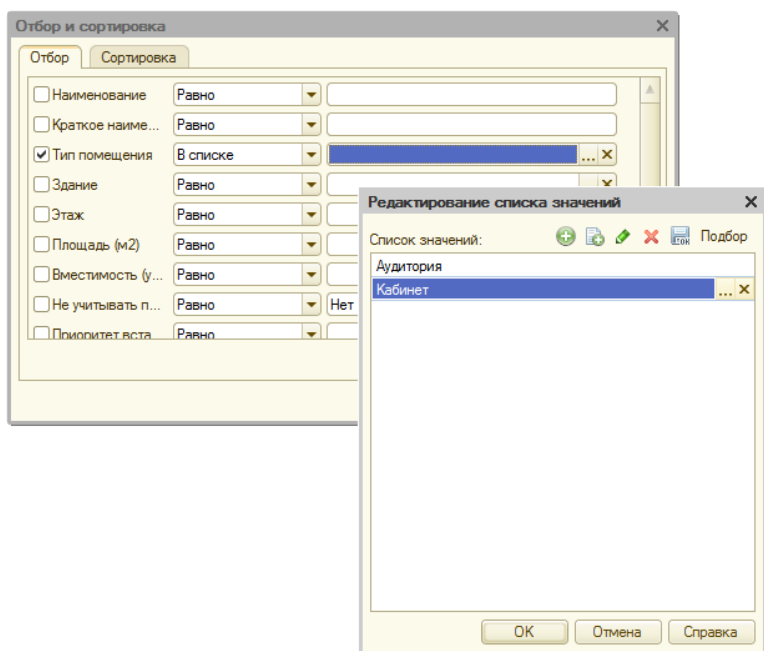 Отбор и сортировка
Отбор Сортировка
Наименование Равно
Краткое наиме... Равно
Тип помещения В списке ...
Здание Равно
Этаж Равно
Площадь (м2) Равно
Вместимость (у... Равно
Не учитывать п... Равно Нет
Приоритет вста Равно
Редактирование списка значений
Список значений: Подбор
Аудитория
Кабинет ...
OK Отмена Справка